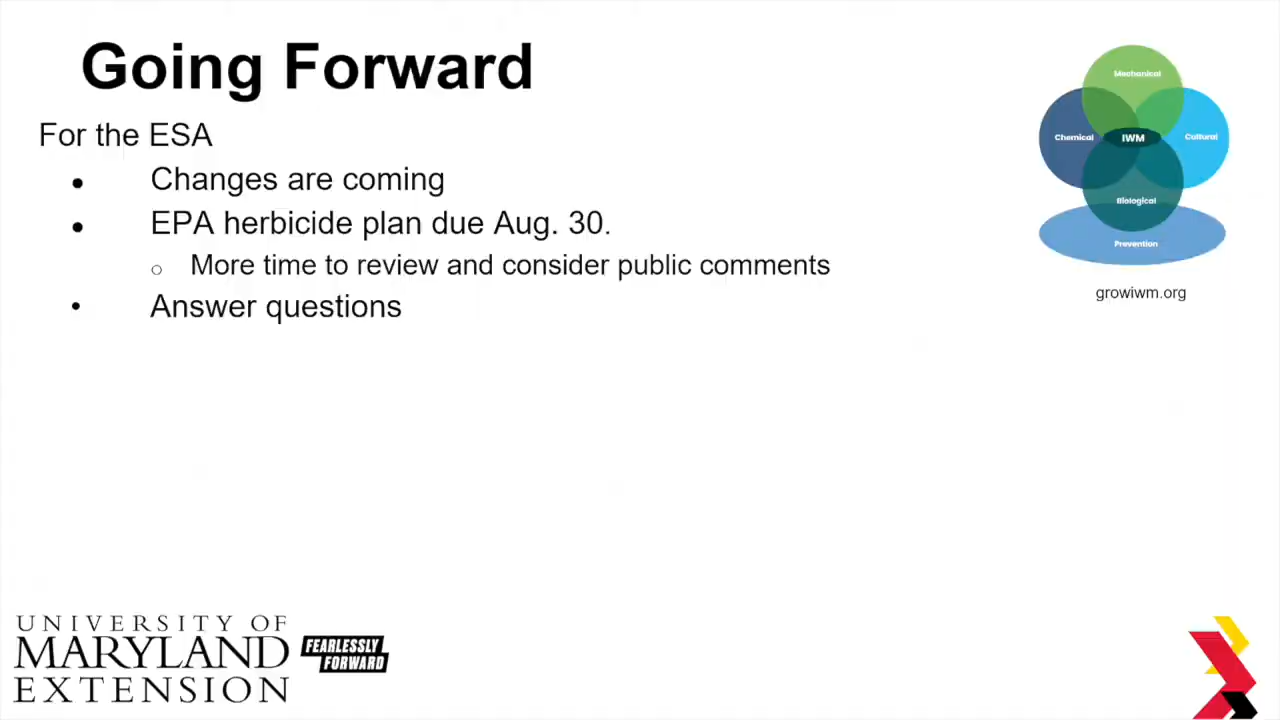 Going Forward
For the ESA
● Changes are coming
● EPA herbicide plan due Aug. 30.
○ More time to review and consider public comments
• Answer questions
Mechanical
Chemical
IWM
Cultural
Biological
Prevention
growiwm.org
UNIVERSITY OF
MARYLAND
EXTENSION
FEARLESSLY
FORWARD